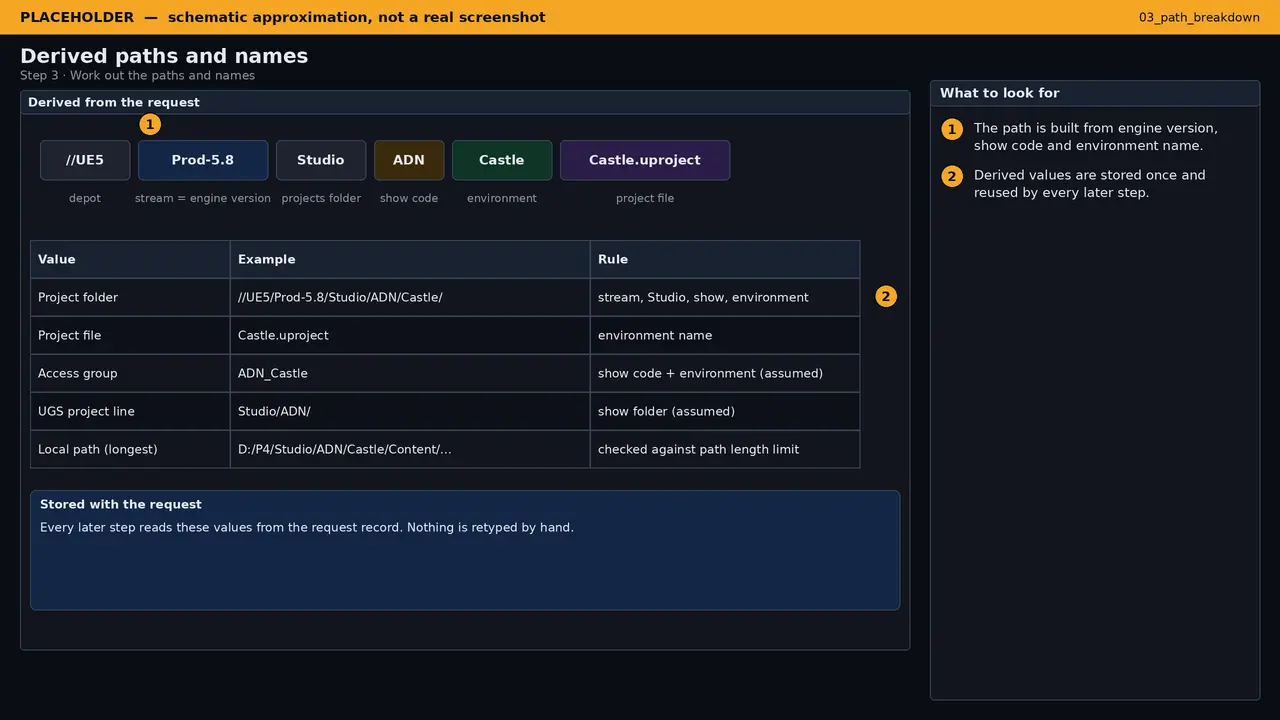 PLACEHOLDER — schematic approximation, not a real screenshot
03_path_breakdown
Derived paths and names
Step 3 · Work out the paths and names
Derived from the request
1
//UE5 Prod-5.8 Studio ADN Castle Castle.uproject
depot stream = engine version projects folder show code environment project file
Value Example Rule
Project folder //UE5/Prod-5.8/Studio/ADN/Castle/ stream, Studio, show, environment
2
Project file Castle.uproject environment name
Access group ADN_Castle show code + environment (assumed)
UGS project line Studio/ADN/ show folder (assumed)
Local path (longest) D:/P4/Studio/ADN/Castle/Content/... checked against path length limit
Stored with the request
Every later step reads these values from the request record. Nothing is retyped by hand.
What to look for
1 The path is built from engine version,
show code and environment name.
2 Derived values are stored once and
reused by every later step.